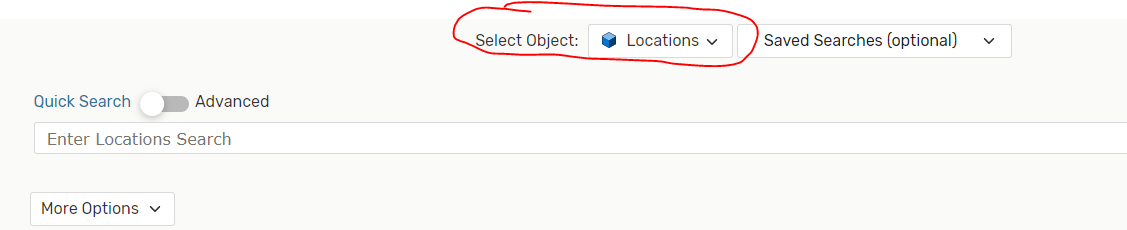 Select Object: Locations Saved Searches (optional)
Quick Search Advanced
Enter Locations Search
More Options